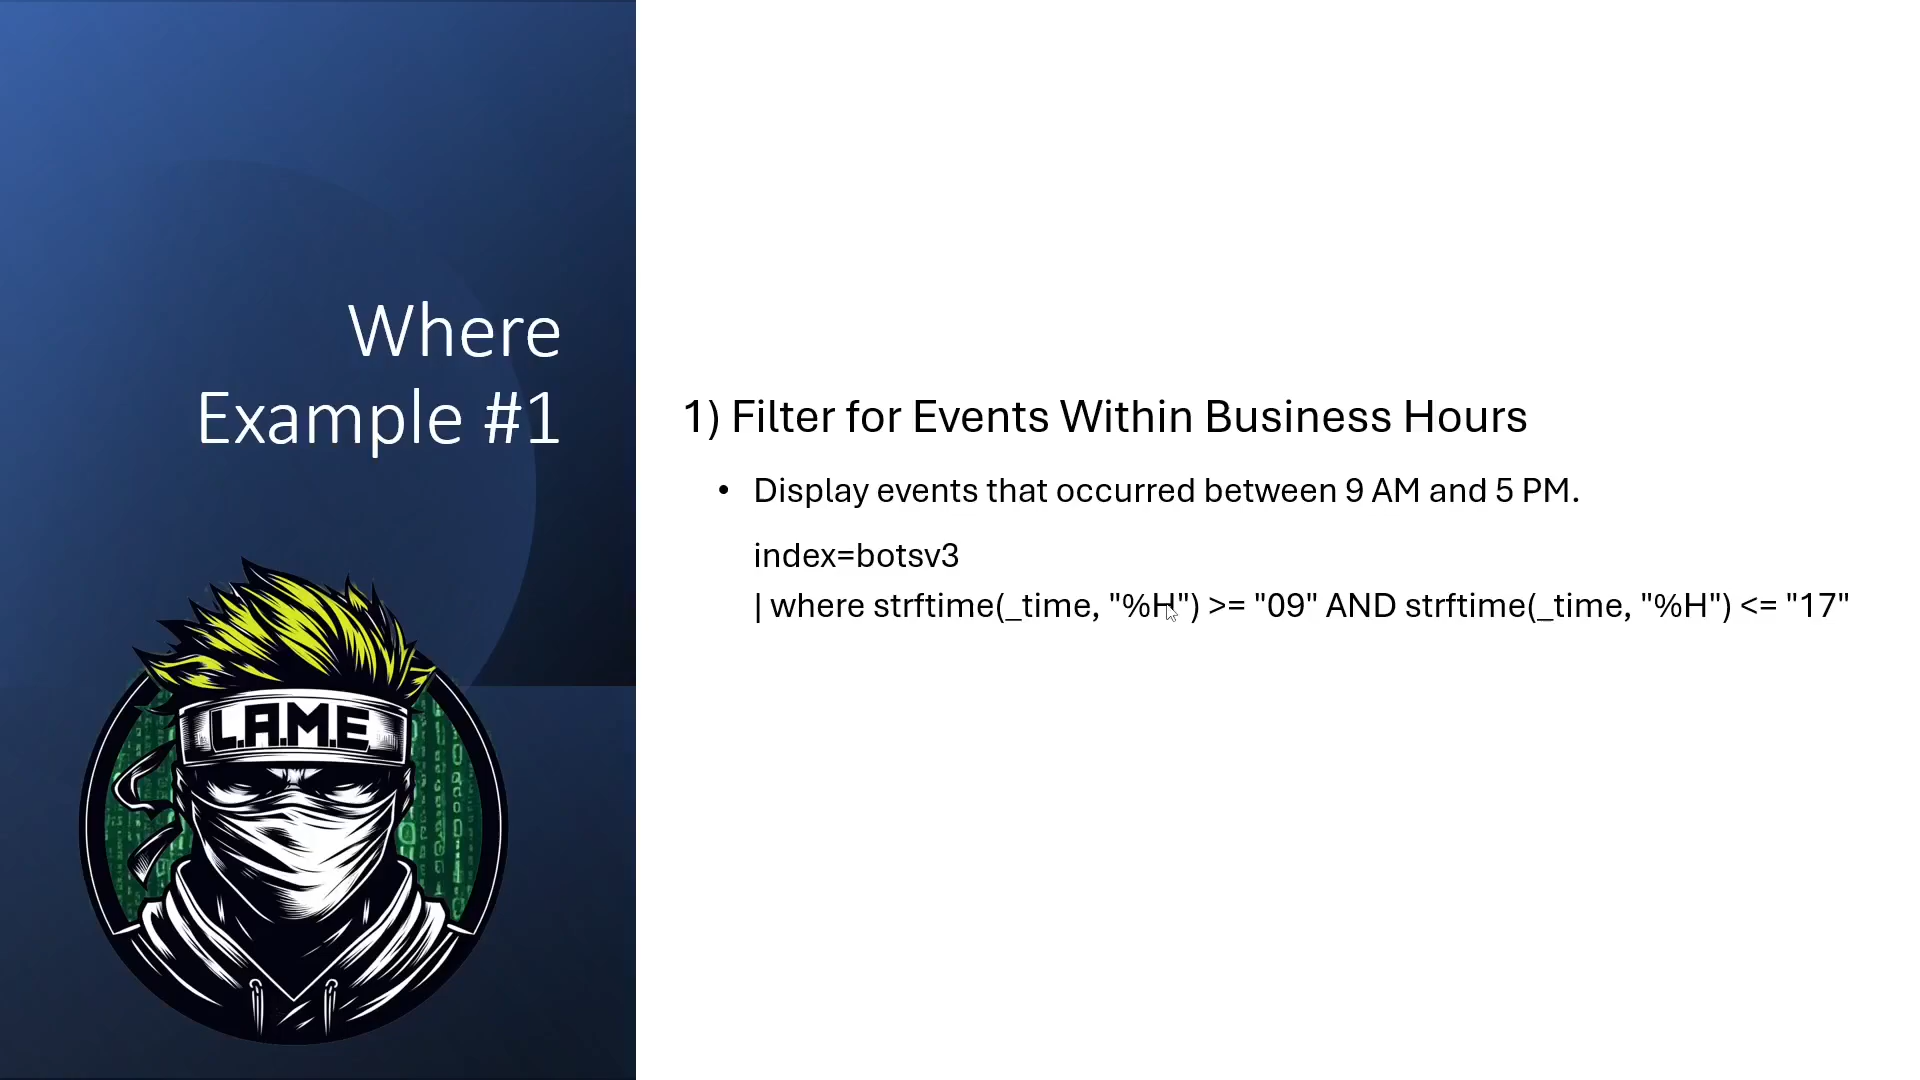 Where
Example #1
L.A.M.E
1) Filter for Events Within Business Hours
• Display events that occurred between 9 AM and 5 PM.
index=botsv3
| where strftime(_time, "%H") >= "09" AND strftime(_time, "%H") <= "17"